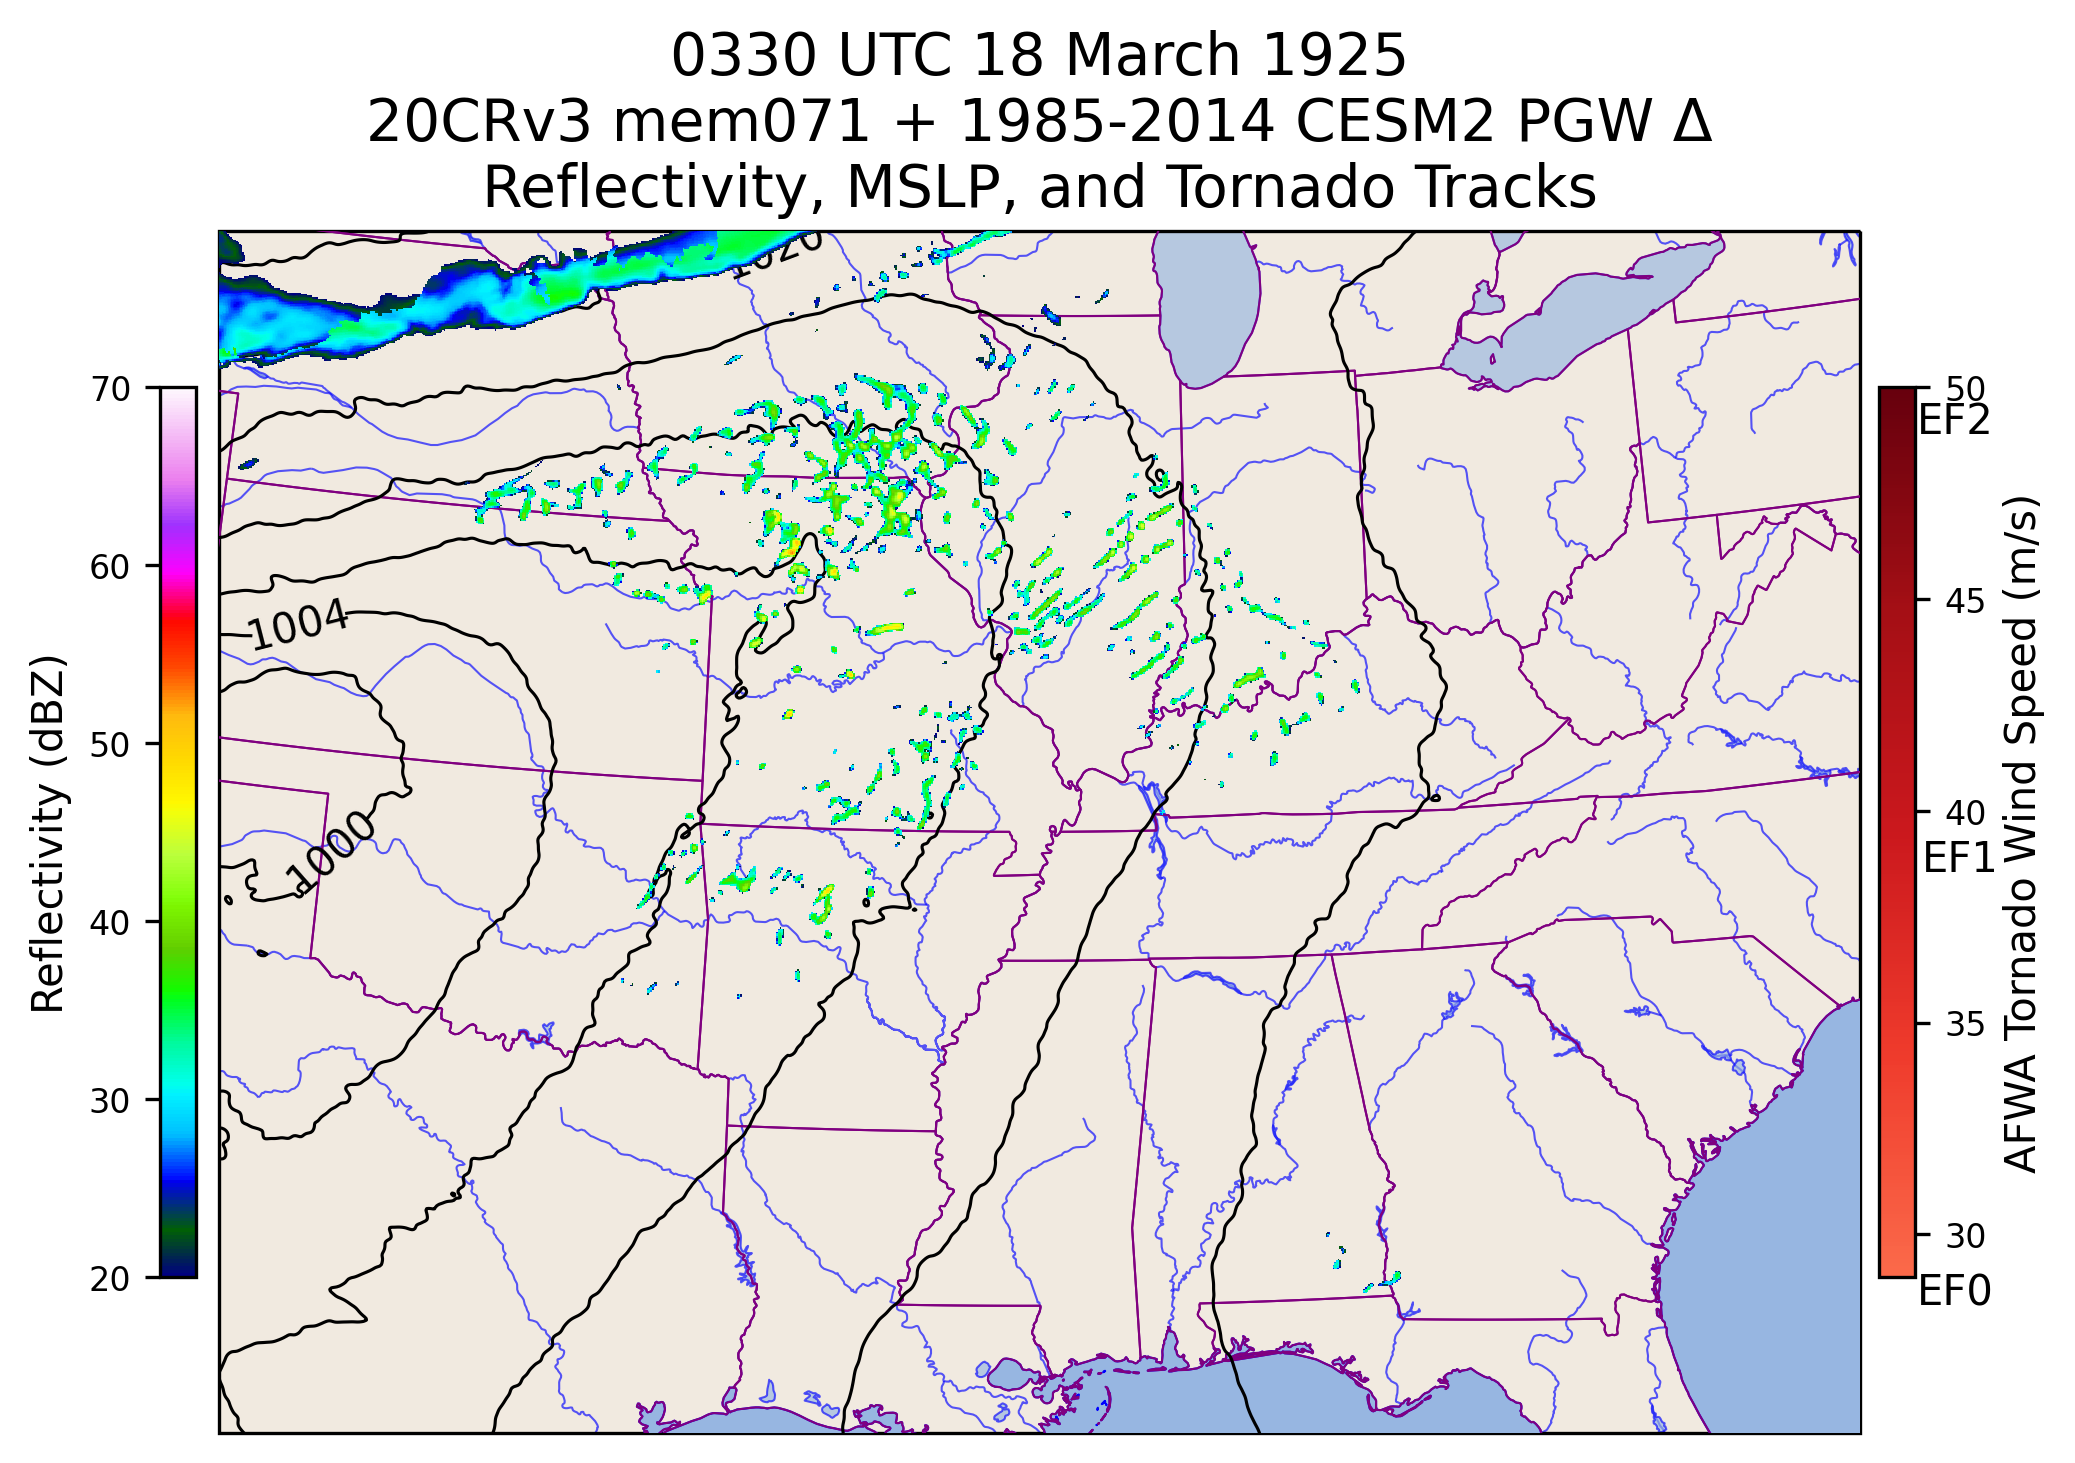 0330 UTC 18 March 1925
20CRv3 mem071 + 1985-2014 CESM2 PGW Δ
Reflectivity, MSLP, and Tornado Tracks
1020
1004
1000
70
60
50
40
30
20
Reflectivity (dBZ)
50
EF2
45
40
EF1
35
30
EF0
AFWA Tornado Wind Speed (m/s)